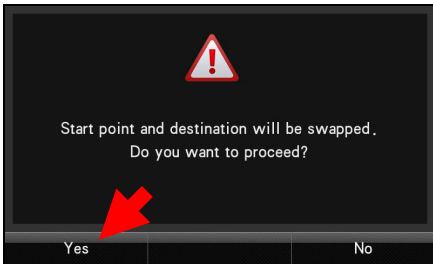 Start point and destination will be swapped.
Do you want to proceed?
Yes
No